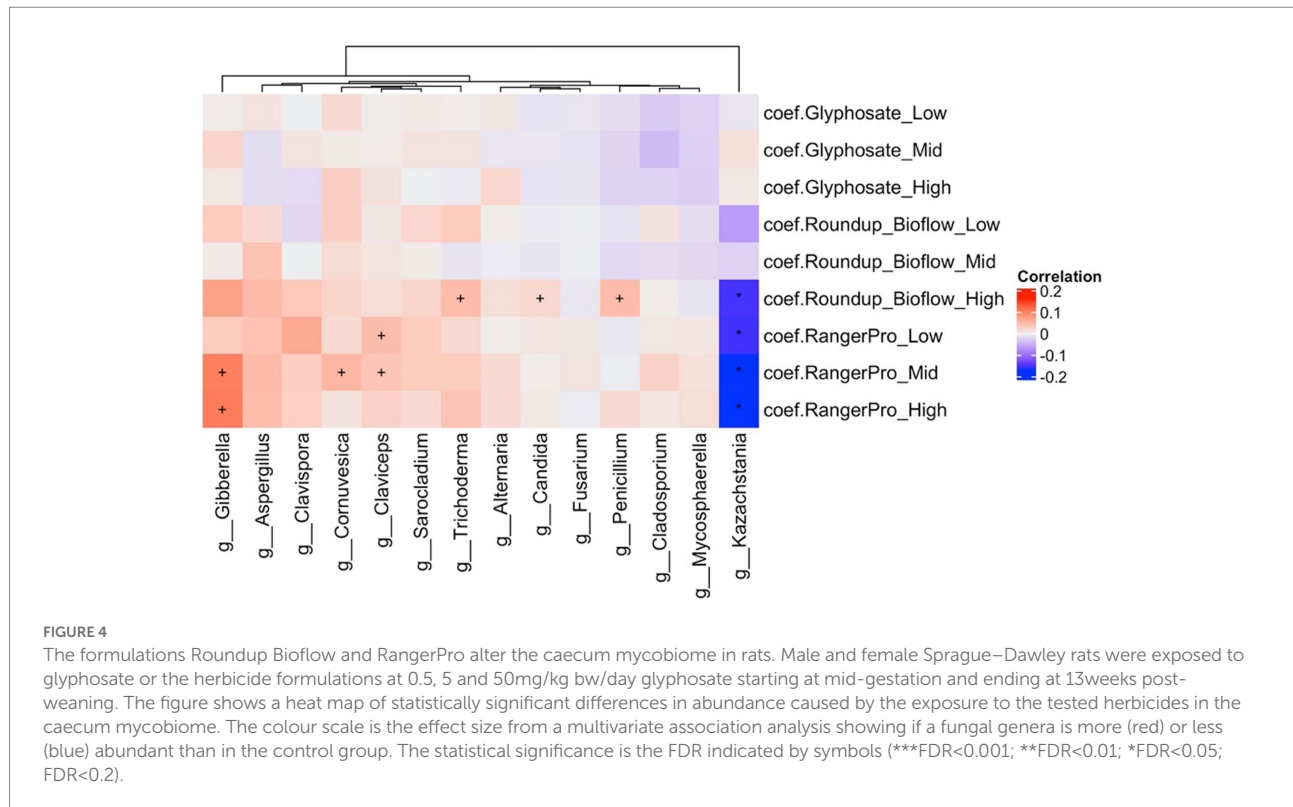 coef.Glyphosate_Low
coef.Glyphosate_Mid
coef.Glyphosate_High
coef.Roundup_Bioflow_Low
coef.Roundup_Bioflow_Mid
+ + + * coef.Roundup_Bioflow_High
+ * coef.RangerPro_Low
+ + + * coef.RangerPro_Mid
+ * coef.RangerPro_High
Correlation
0.2
0.1
0
-0.1
-0.2
g__Gibberella
g__Aspergillus
g__Clavispora
g__Cornuvesica
g__Claviceps
g__Sarocladium
g__Trichoderma
g__Alternaria
g__Candida
g__Fusarium
g__Penicillium
g__Cladosporium
g__Mycosphaerella
g__Kazachstania
FIGURE 4
The formulations Roundup Bioflow and RangerPro alter the caecum mycobiome in rats. Male and female Sprague–Dawley rats were exposed to
glyphosate or the herbicide formulations at 0.5, 5 and 50mg/kg bw/day glyphosate starting at mid-gestation and ending at 13weeks post-
weaning. The figure shows a heat map of statistically significant differences in abundance caused by the exposure to the tested herbicides in the
caecum mycobiome. The colour scale is the effect size from a multivariate association analysis showing if a fungal genera is more (red) or less
(blue) abundant than in the control group. The statistical significance is the FDR indicated by symbols (***FDR<0.001; **FDR<0.01; *FDR<0.05;
FDR<0.2).